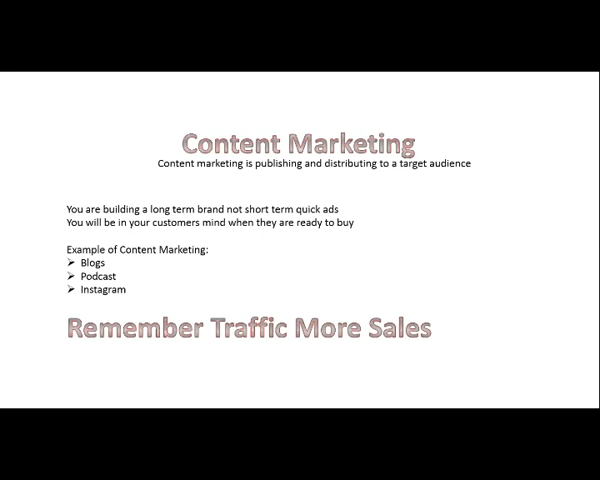 Content Marketing
Content marketing is publishing and distributing to a target audience
You are building a long term brand not short term quick ads
You will be in your customers mind when they are ready to buy
Example of Content Marketing:
➢ Blogs
➢ Podcast
➢ Instagram
Remember Traffic More Sales